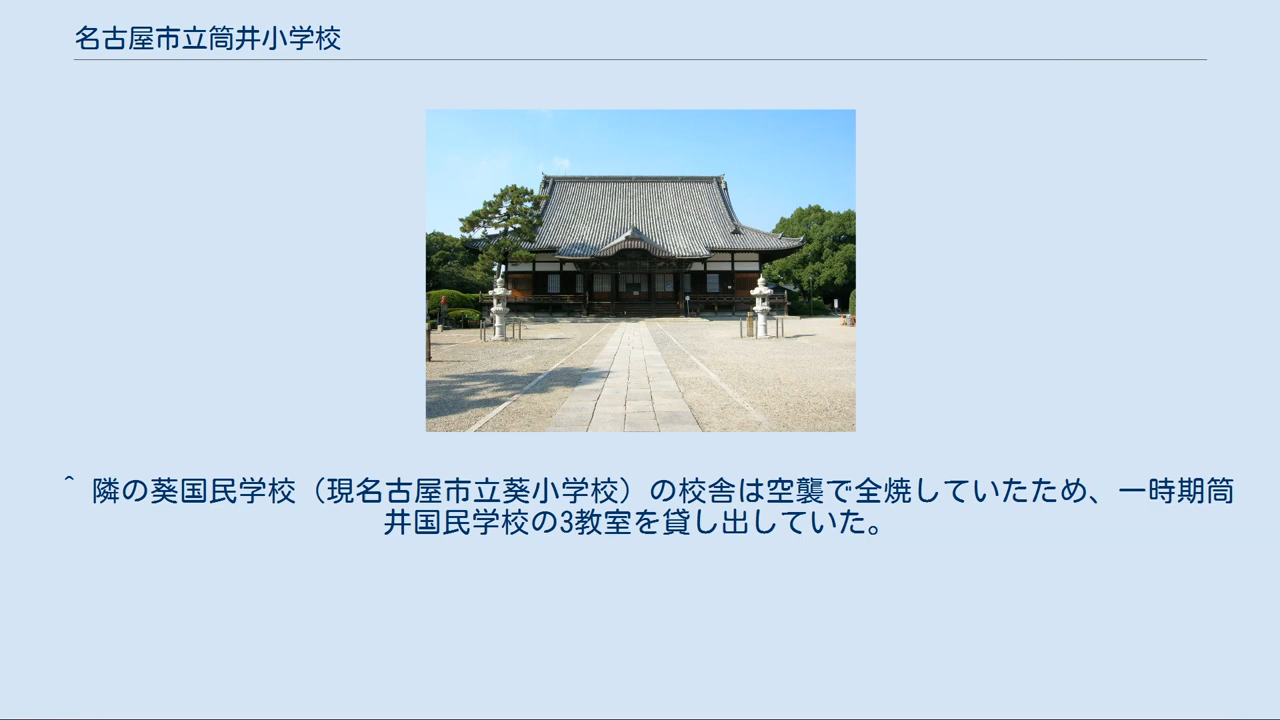 名古屋市立筒井小学校
^ 隣の葵国民学校（現名古屋市立葵小学校）の校舎は空襲で全焼していたため、一時期筒
井国民学校の3教室を貸し出していた。